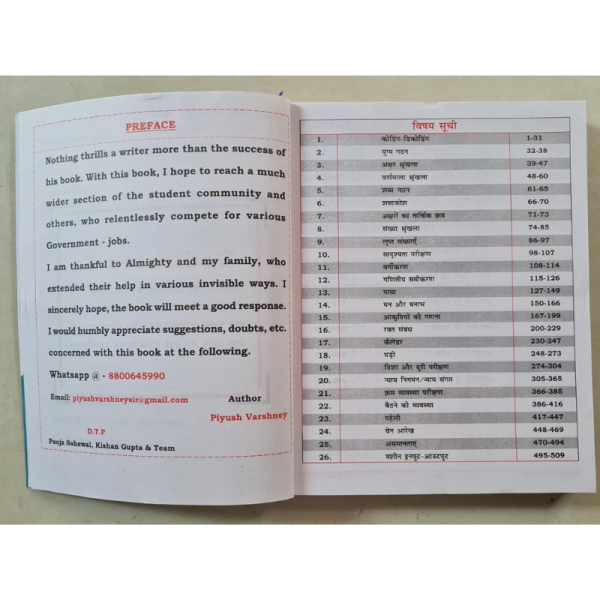 PREFACE
Nothing thrills a writer more than the success of
his book. With this book, I hope to reach a much
wider section of the student community and
others, who relentlessly compete for various
Government - jobs.
I am thankful to Almighty and my family, who
extended their help in various invisible ways. I
sincerely hope, the book will meet a good response.
I would humbly appreciate suggestions, doubts, etc.
concerned with this book at the following.
Whatsapp @ - 8800645990
Email: piyushvarshneysir@gmail.com Author
Piyush Varshney
D.T.P
Pooja Sahewal, Kishan Gupta & Team
विषय सूची
1. कोडिंग-डिकोडिंग 1-31
2. युग्म गठन 32-38
3. अक्षर श्रृंखला 39-47
4. वर्णमाला श्रृंखला 48-60
5. शब्द गठन 61-65
6. शब्दकोश 66-70
7. अक्षरों का तार्किक क्रम 71-73
8. संख्या श्रृंखला 74-85
9. लुप्त संख्याएँ 86-97
10. सादृश्यता परीक्षण 98-107
11. वर्गीकरण 108-114
12. गणितीय समीकरण 115-126
13. पासा 127-149
14. घन और घनाभ 150-166
15. आकृतियों की गणना 167-199
16. रक्त संबंध 200-229
17. कैलेंडर 230-247
18. घड़ी 248-273
19. दिशा और दूरी परीक्षण 274-304
20. न्याय निगमन/न्याय संगत 305-365
21. क्रम व्यवस्था परीक्षण 366-385
22. बैठने की व्यवस्था 386-416
23. पहेली 417-447
24. वेन आरेख 448-469
25. असमानताएं 470-494
26. मशीन इनपुट-आउटपुट 495-509